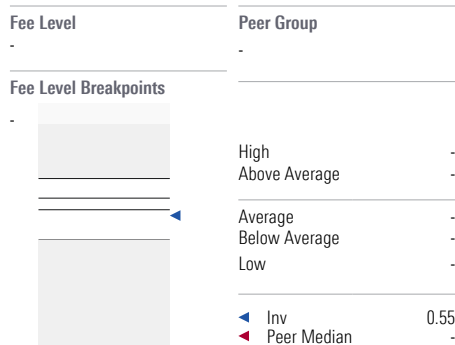 Fee Level
-
Peer Group
-
Fee Level Breakpoints
-
High -
Above Average -
Average -
Below Average -
Low -
Inv 0.55
Peer Median -